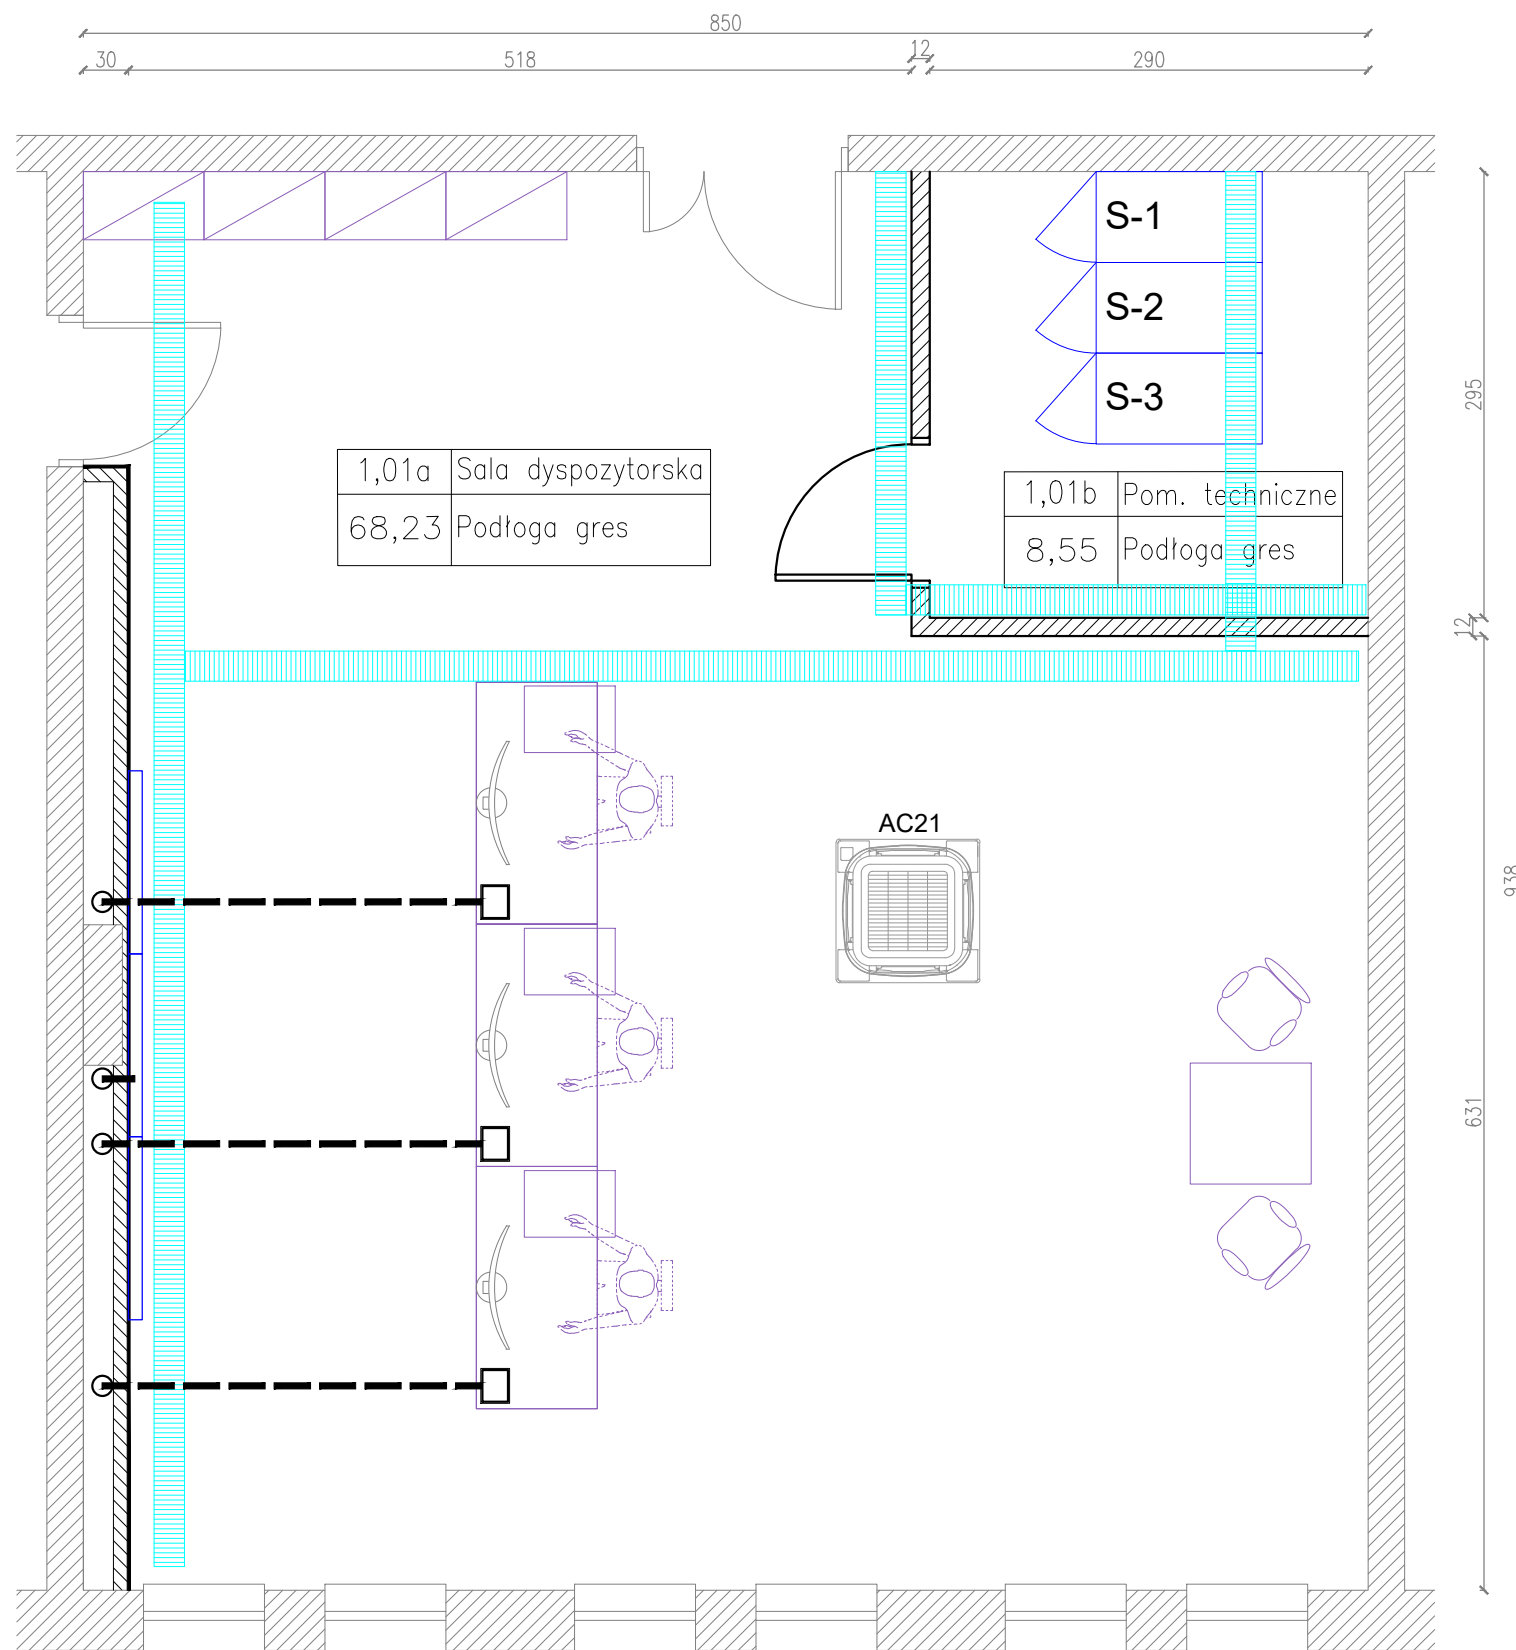 850
30
518
12
290
S-1
S-2
S-3
295
1,01a
Sala dyspozytorska
68,23
Podłoga gres
1,01b
Pom. techniczne
8,55
Podłoga gres
12
AC21
938
631